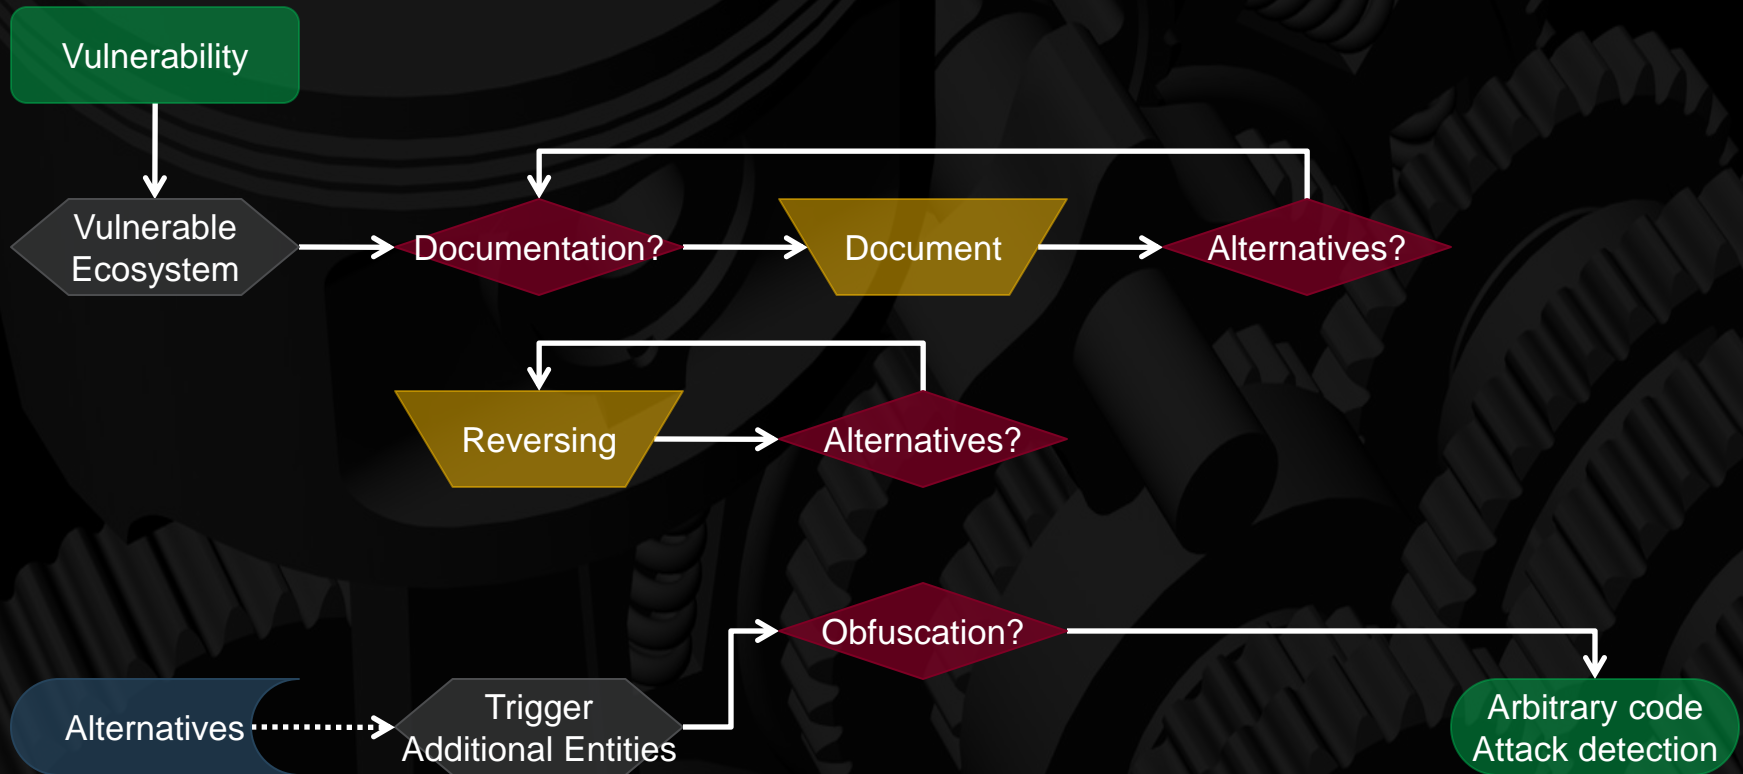 Vulnerability
Vulnerable
Ecosystem
Documentation?
Document
Alternatives?
Reversing
Alternatives?
Obfuscation?
Alternatives
Trigger
Additional Entities
Arbitrary code
Attack detection